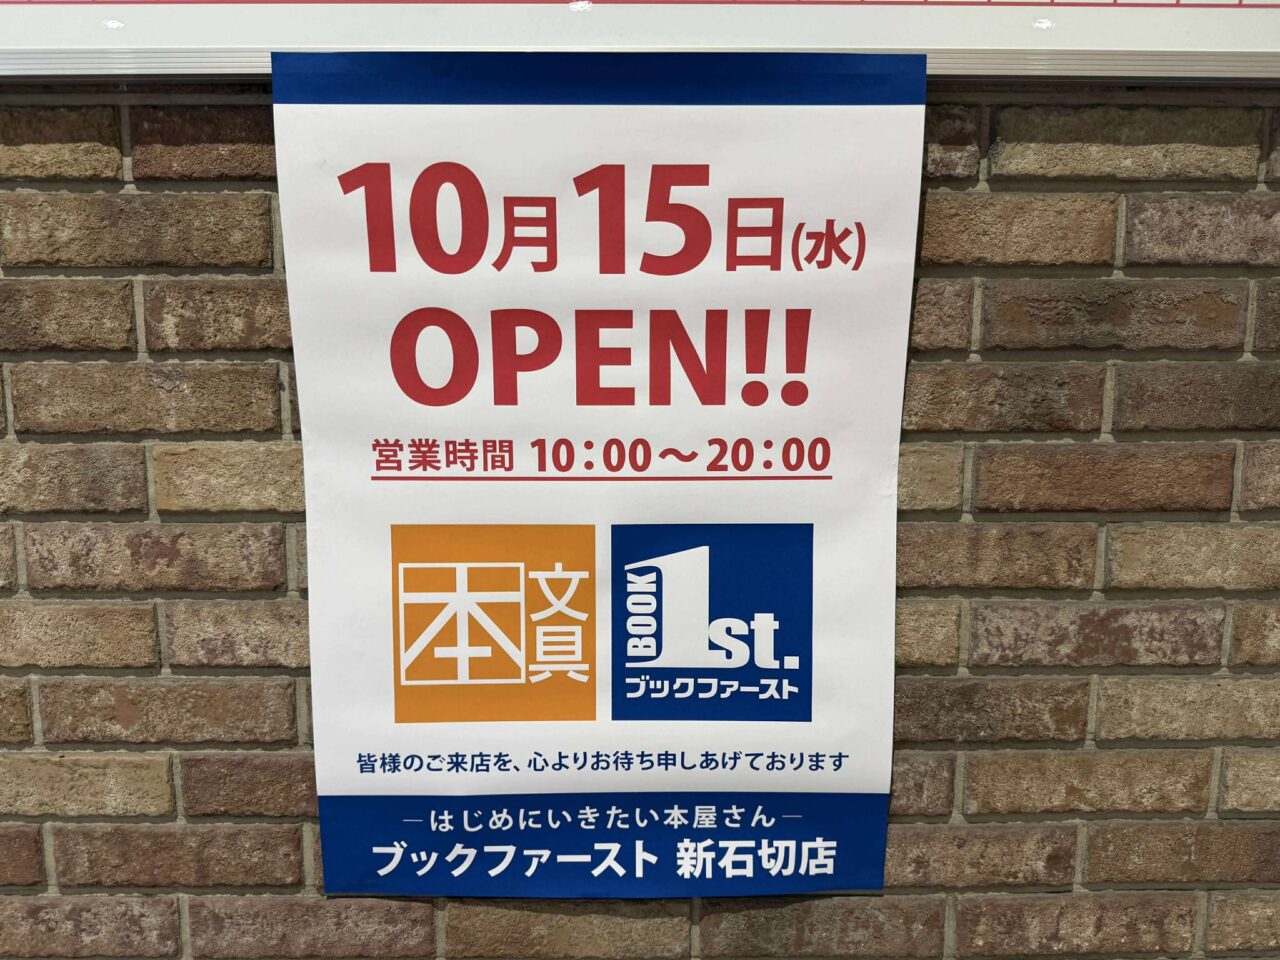 10月15日(水)
OPEN!!
営業時間 10：00～20：00
本
文具
BOOK 1st.
ブックファースト
皆様のご来店を、心よりお待ち申しあげております
―はじめにいきたい本屋さん―
ブックファースト 新石切店